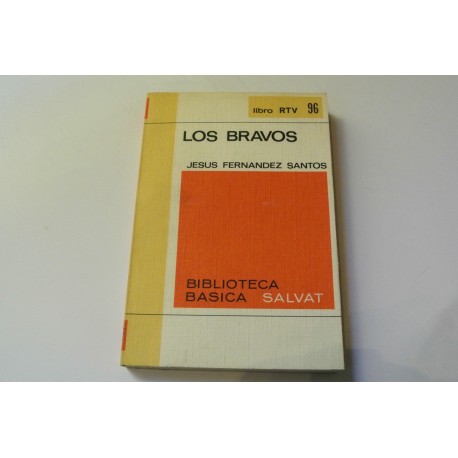 libro RTV 96
LOS BRAVOS
JESUS FERNANDEZ SANTOS
BIBLIOTECA
BASICA SALVAT